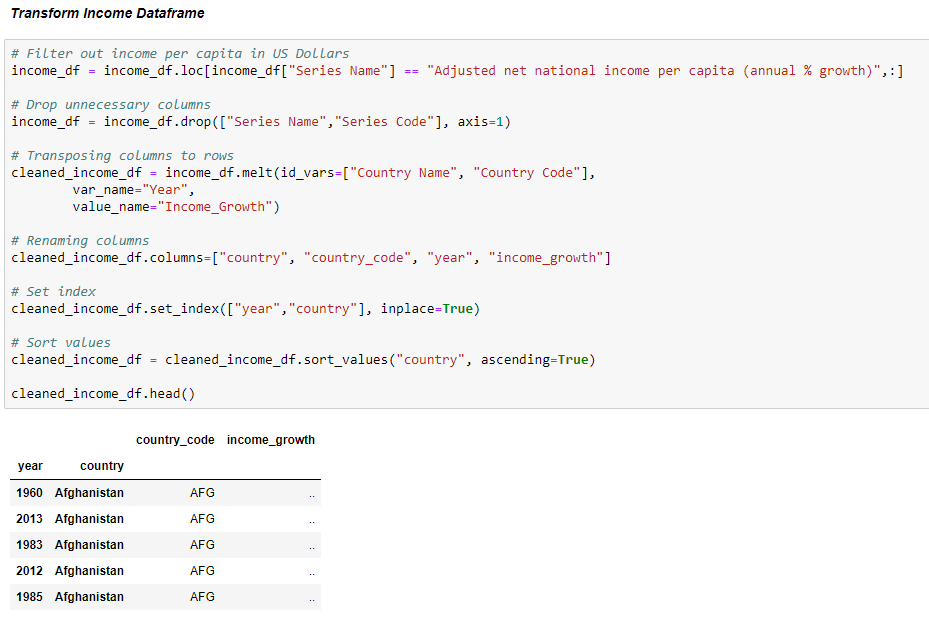 Transform Income Dataframe
# Filter out income per capita in US Dollars
income_df = income_df.loc[income_df["Series Name"] == "Adjusted net national income per capita (annual % growth)",:]
# Drop unnecessary columns
income_df = income_df.drop(["Series Name","Series Code"], axis=1)
# Transposing columns to rows
cleaned_income_df = income_df.melt(id_vars=["Country Name", "Country Code"],
var_name="Year",
value_name="Income_Growth")
# Renaming columns
cleaned_income_df.columns=["country", "country_code", "year", "income_growth"]
# Set index
cleaned_income_df.set_index(["year","country"], inplace=True)
# Sort values
cleaned_income_df = cleaned_income_df.sort_values("country", ascending=True)
cleaned_income_df.head()
country_code income_growth
year country
1960 Afghanistan AFG ..
2013 Afghanistan AFG ..
1983 Afghanistan AFG ..
2012 Afghanistan AFG ..
1985 Afghanistan AFG ..